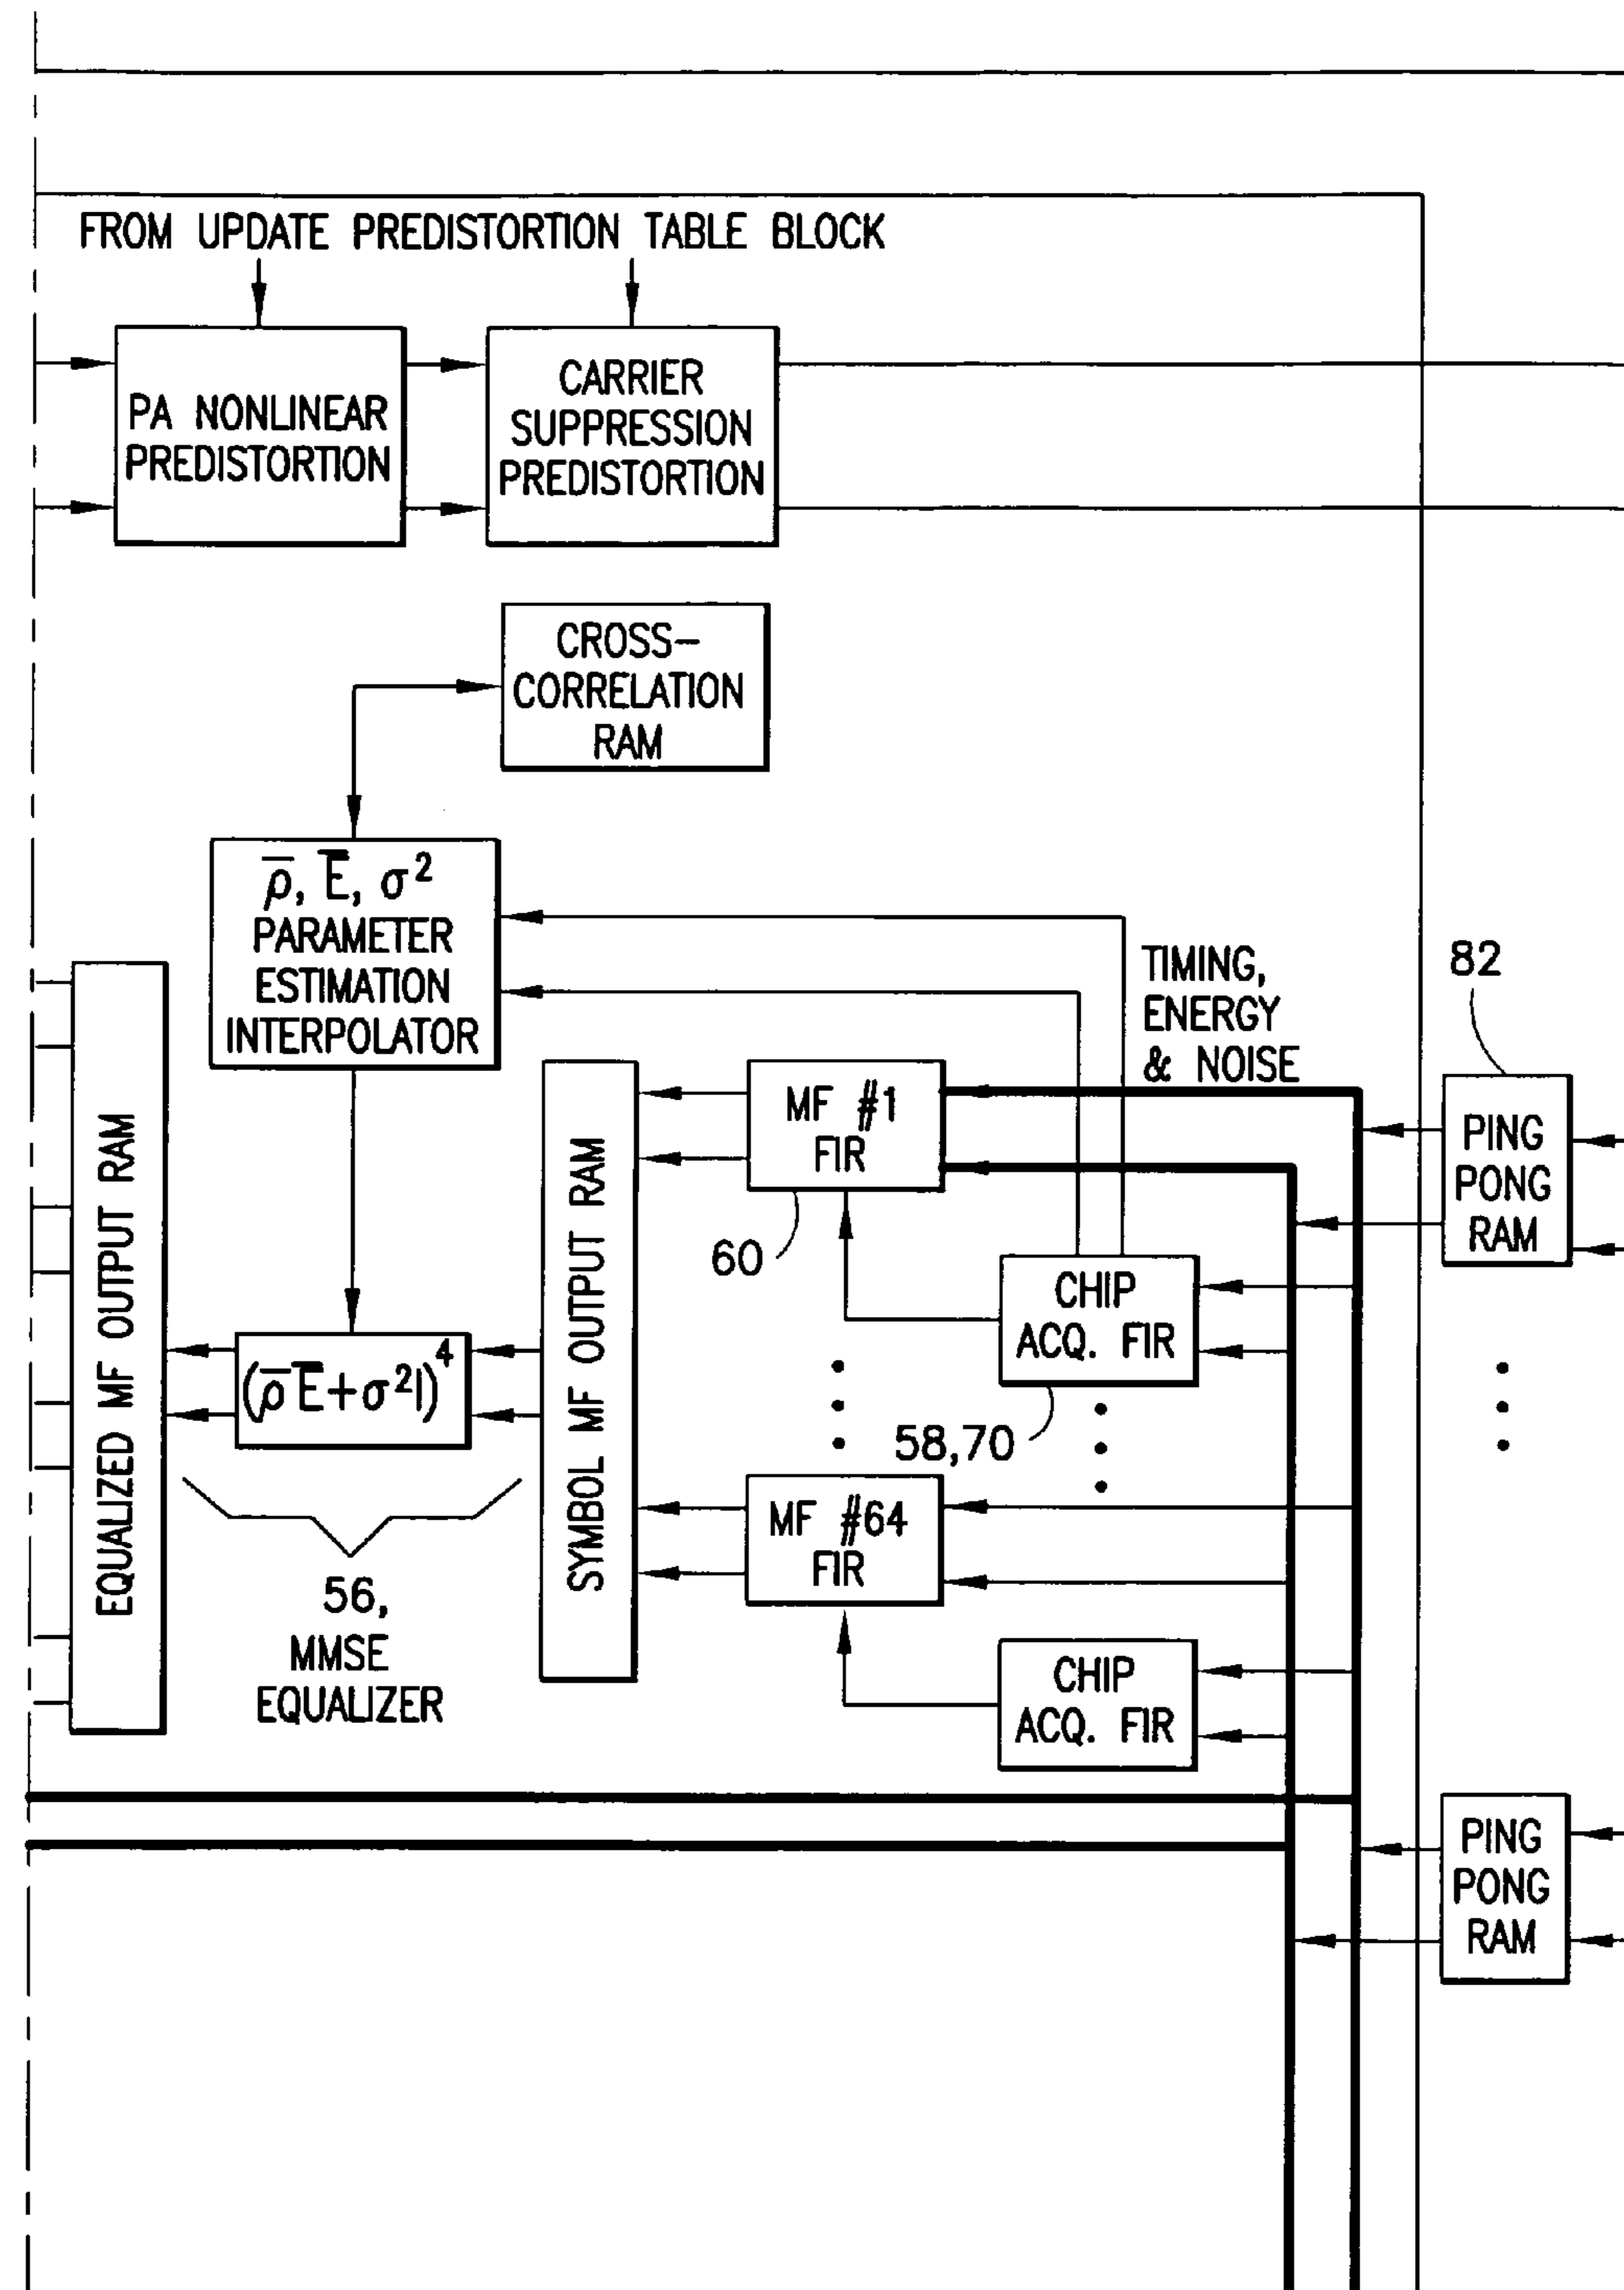 FROM UPDATE PREDISTORTION TABLE BLOCK
PA NONLINEAR
PREDISTORTION
CARRIER
SUPPRESSION
PREDISTORTION
CROSS-
CORRELATION
RAM
ρ̅, E̅, σ²
PARAMETER
ESTIMATION
INTERPOLATOR
TIMING,
ENERGY
& NOISE
82
PING
PONG
RAM
EQUALIZED MF OUTPUT RAM
(ρ̅ E̅+σ²I)⁴
SYMBOL MF OUTPUT RAM
MF #1
FIR
60
CHIP
ACQ. FIR
58,70
MF #64
FIR
56,
MMSE
EQUALIZER
CHIP
ACQ. FIR
PING
PONG
RAM